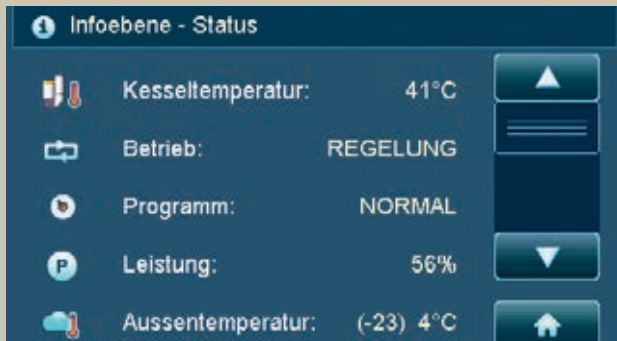 Infoebene - Status
Kesseltemperatur: 41°C
Betrieb: REGELUNG
Programm: NORMAL
P Leistung: 56%
Aussentemperatur: (-23) 4°C